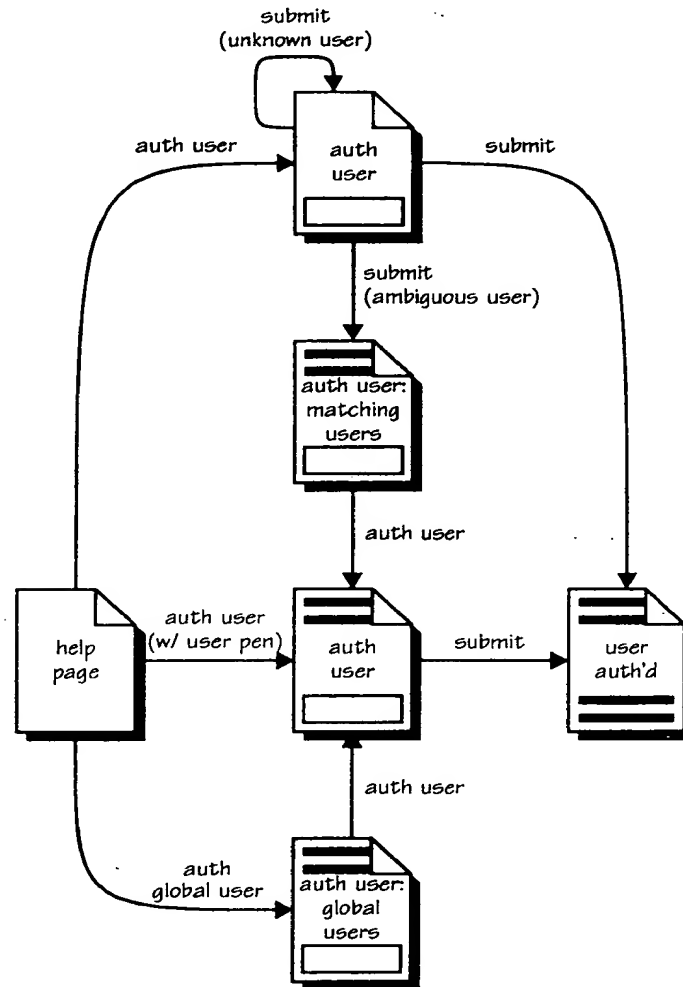 submit
(unknown user)
auth user
auth
user
submit
submit
(ambiguous user)
auth user:
matching
users
auth user
help
page
auth user
(w/ user pen)
auth
user
submit
user
auth'd
auth user
auth
global user
auth user:
global
users